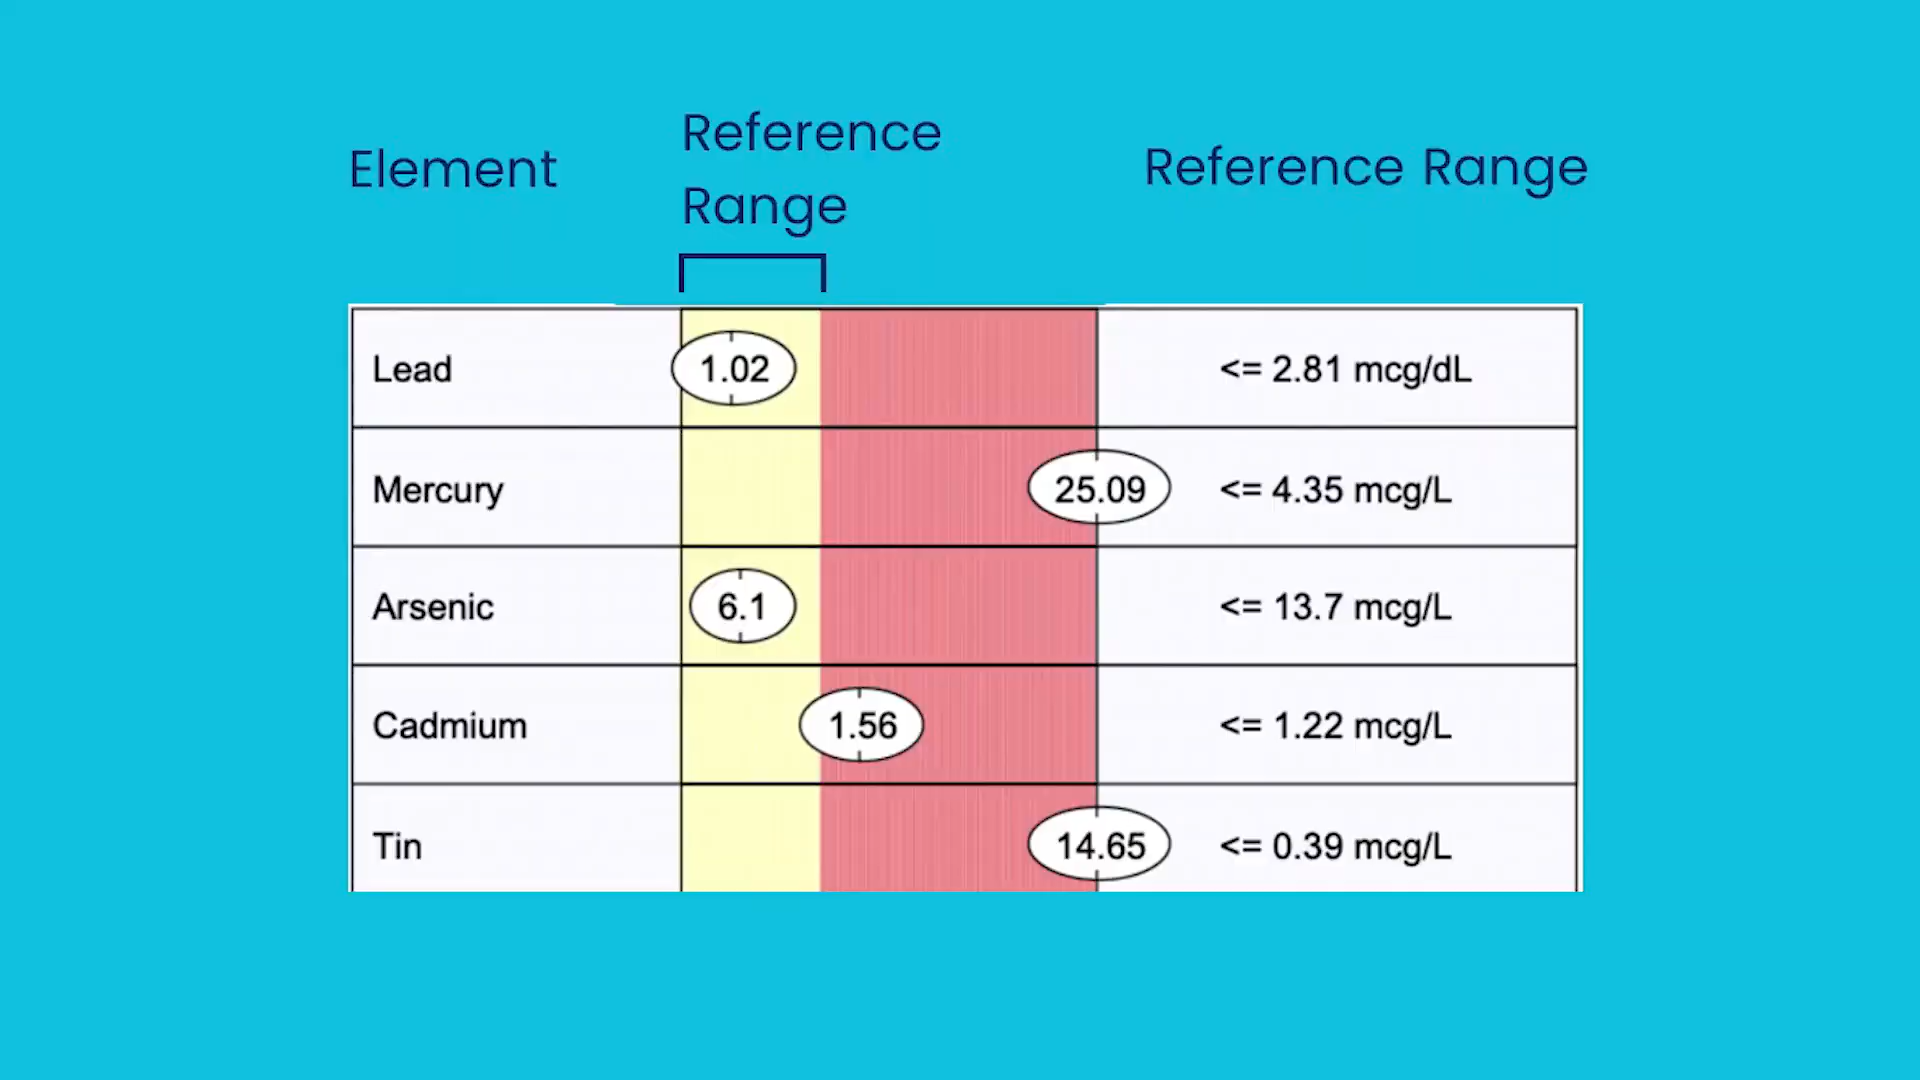 Element
Reference
Range
Reference Range
Lead 1.02 <= 2.81 mcg/dL
Mercury 25.09 <= 4.35 mcg/L
Arsenic 6.1 <= 13.7 mcg/L
Cadmium 1.56 <= 1.22 mcg/L
Tin 14.65 <= 0.39 mcg/L